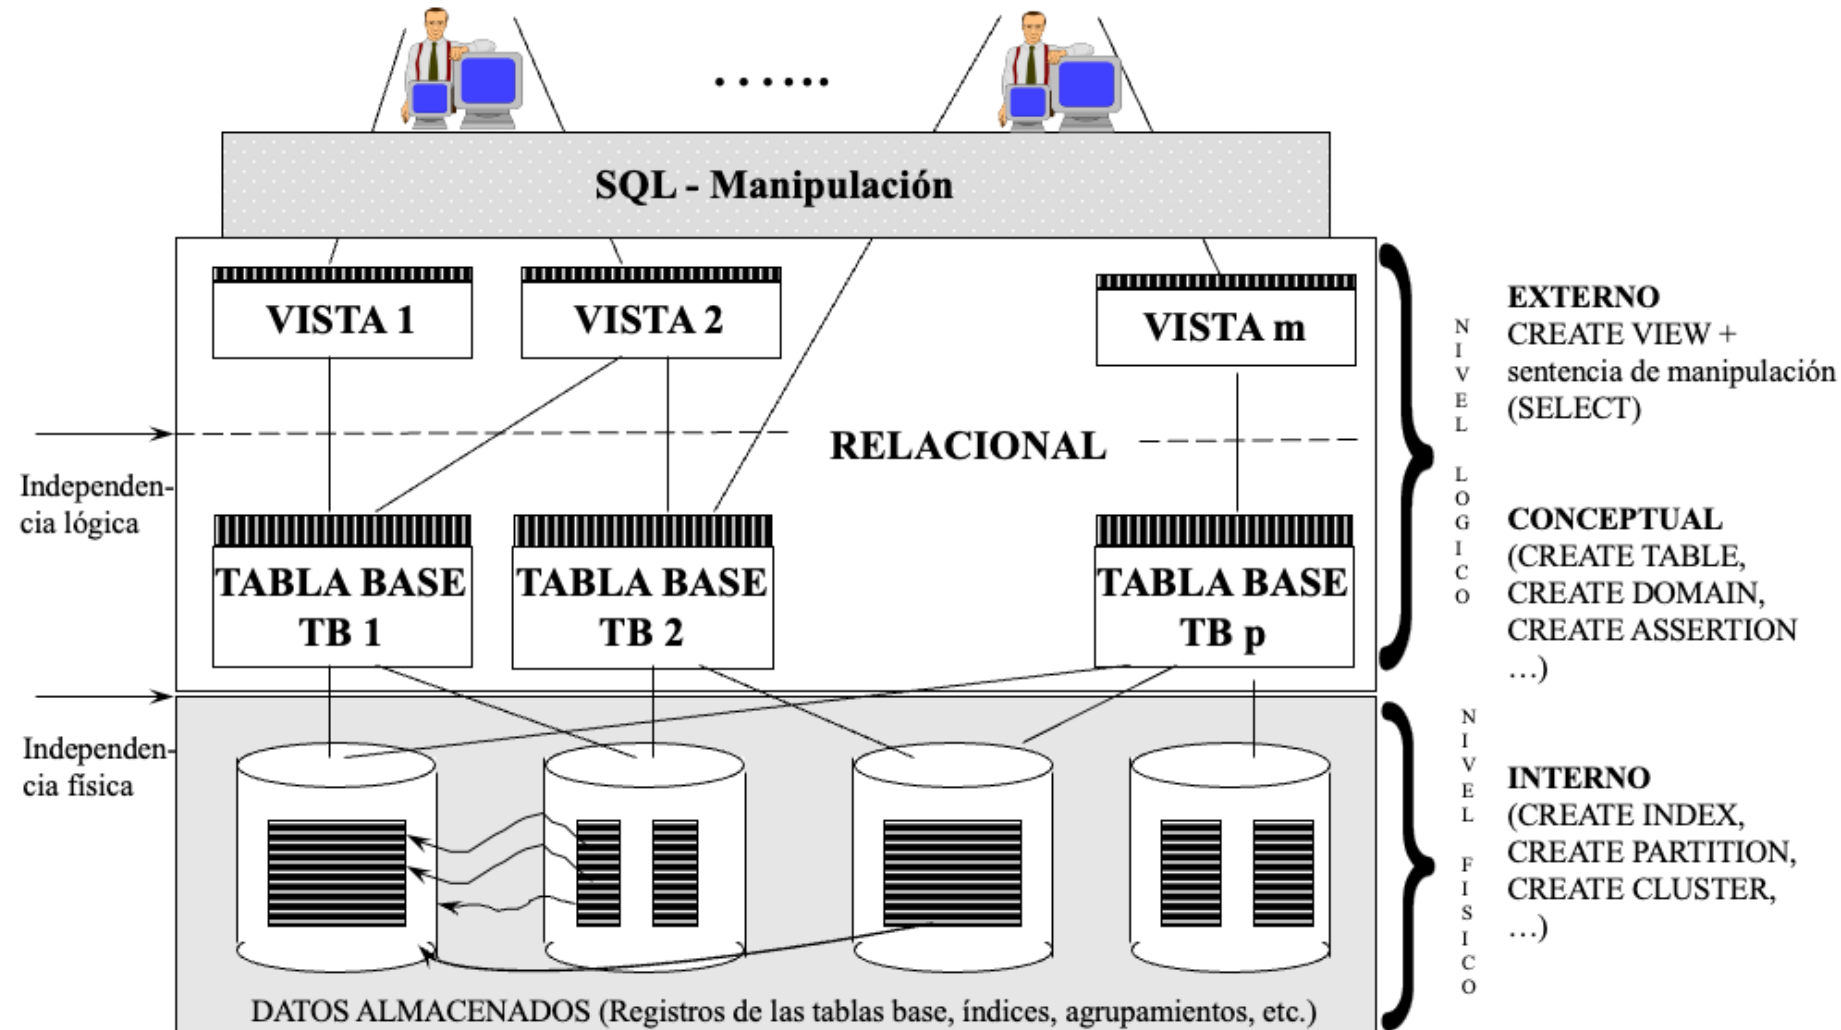 ......
SQL - Manipulación
VISTA 1
VISTA 2
VISTA m
EXTERNO
CREATE VIEW +
sentencia de manipulación
(SELECT)
NIVEL LOGICO
RELACIONAL
Independen-
cia lógica
CONCEPTUAL
(CREATE TABLE,
CREATE DOMAIN,
CREATE ASSERTION
…)
TABLA BASE
TB 1
TABLA BASE
TB 2
TABLA BASE
TB p
Independen-
cia física
NIVEL FISICO
INTERNO
(CREATE INDEX,
CREATE PARTITION,
CREATE CLUSTER,
…)
DATOS ALMACENADOS (Registros de las tablas base, índices, agrupamientos, etc.)